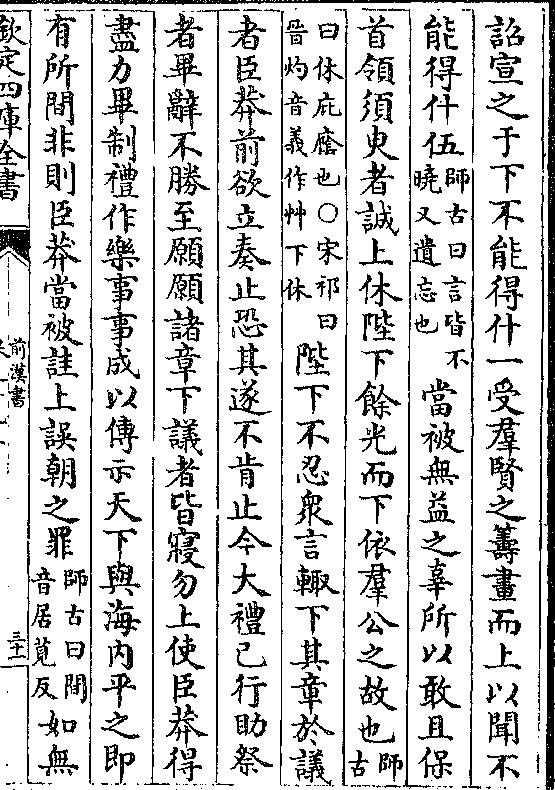 詔宣之于下不能得什一受羣賢之籌畫而上以聞不
能得什伍師古曰言皆不曉又遺忘也當被無益之辜所以敢且保
首領須臾者誠上休陛下餘光而下依羣公之故也師古
曰休庇廕也〇宋祁曰晉灼音義作艸下休陛下不忍衆言輙下其章於議
者臣莽前欲立奏止恐其遂不肯止今大禮已行助祭
者畢辭不勝至願願諸章下議者皆寢勿上使臣莽得
盡力畢制禮作樂事事成以傳示天下與海内平之即
有所間非則臣莽當被詿上誤朝之罪師古曰間音居莧反如無
欽定四庫全書
前漢書
三十一